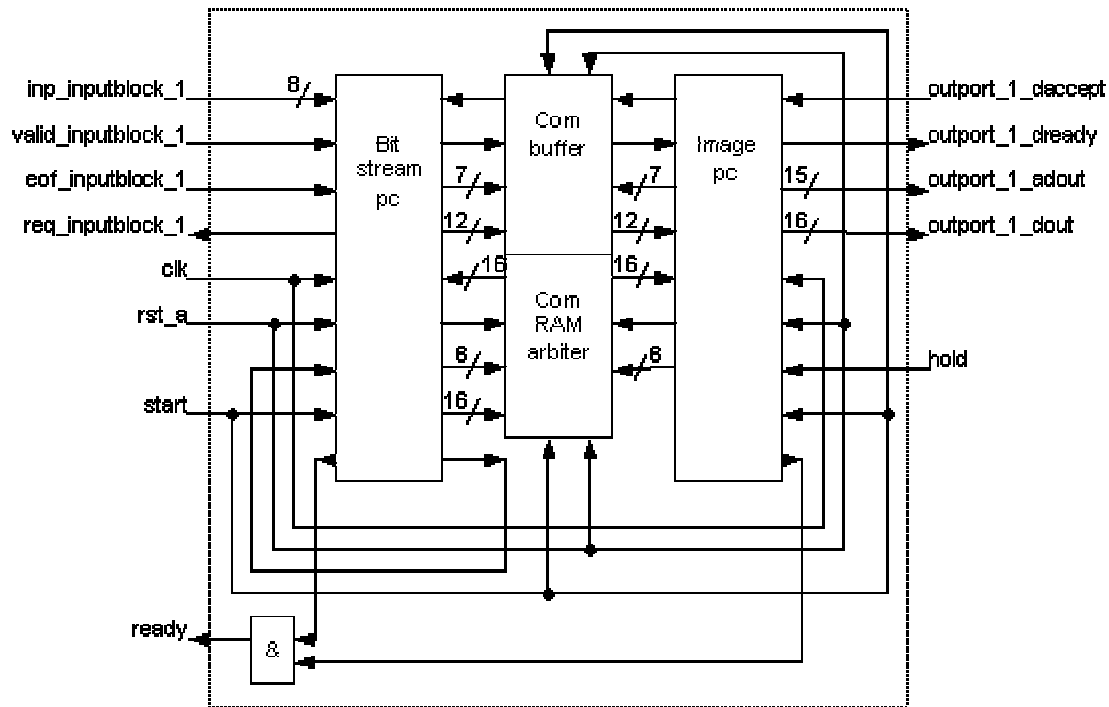 inp_inputblock_1
valid_inputblock_1
eof_inputblock_1
req_inputblock_1
clk
rst_a
start
ready
8
Bit
stream
pc
7
12
16
6
16
Com
buffer
Com
RAM
arbiter
7
12
16
6
Image
pc
15
16
outport_1_daccept
outport_1_dready
outport_1_adout
outport_1_dout
hold
&